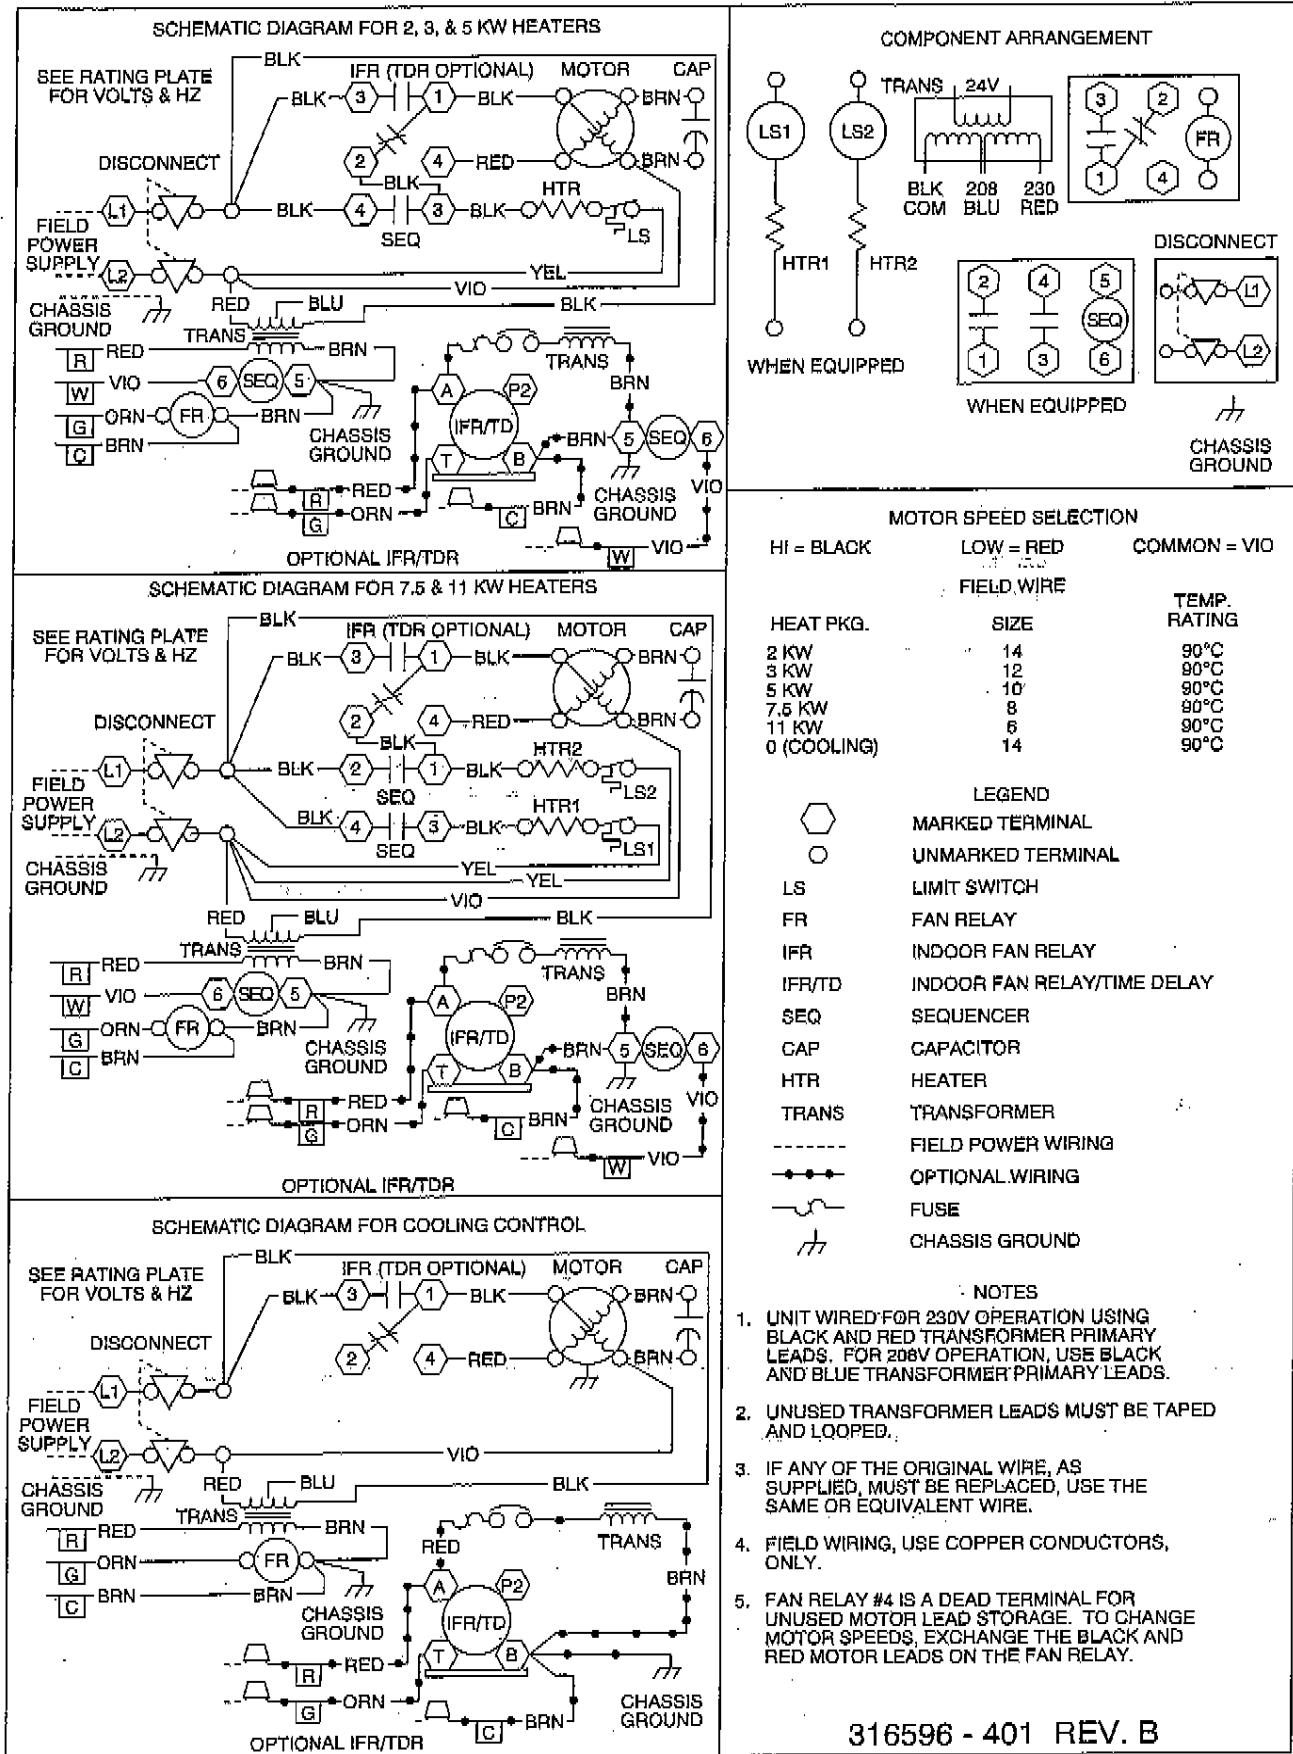 SCHEMATIC DIAGRAM FOR 2, 3, & 5 KW HEATERS
BLK
SEE RATING PLATE
FOR VOLTS & HZ
IFR (TDR OPTIONAL)
MOTOR
CAP
BLK 3 1 BLK BRN
DISCONNECT
2 4 RED BRN
BLK
HTR
L1 BLK 4 3 BLK
SEQ
LS
FIELD
POWER
SUPPLY
L2
YEL
VIO
CHASSIS
GROUND
RED BLU BLK
TRANS
R RED BRN
W VIO 6 SEQ 5
G ORN FR BRN
C BRN
CHASSIS
GROUND
TRANS
A P2 BRN
IFR/TD
BRN 5 SEQ 6
T B
VIO
R RED
G ORN
C BRN
CHASSIS
GROUND
W VIO
OPTIONAL IFR/TDR
SCHEMATIC DIAGRAM FOR 7.5 & 11 KW HEATERS
BLK
SEE RATING PLATE
FOR VOLTS & HZ
IFR (TDR OPTIONAL)
MOTOR
CAP
BLK 3 1 BLK BRN
DISCONNECT
2 4 RED BRN
BLK
HTR2
L1 BLK 2 1 BLK
SEQ
LS2
FIELD
POWER
SUPPLY
HTR1
L2 BLK 4 3 BLK
SEQ
LS1
YEL
YEL
VIO
CHASSIS
GROUND
RED BLU BLK
TRANS
R RED BRN
W VIO 6 SEQ 5
G ORN FR BRN
C BRN
CHASSIS
GROUND
TRANS
A P2 BRN
IFR/TD
BRN 5 SEQ 6
T B
VIO
R RED
G ORN
C BRN
CHASSIS
GROUND
W VIO
OPTIONAL IFR/TDR
SCHEMATIC DIAGRAM FOR COOLING CONTROL
BLK
SEE RATING PLATE
FOR VOLTS & HZ
IFR (TDR OPTIONAL)
MOTOR
CAP
BLK 3 1 BLK BRN
DISCONNECT
2 4 RED BRN
L1
FIELD
POWER
SUPPLY
L2
VIO
CHASSIS
GROUND
RED BLU BLK
TRANS
R RED BRN
G ORN FR
C BRN BRN
CHASSIS
GROUND
RED TRANS
A P2 BRN
IFR/TD
T B
R RED
G ORN
C BRN
CHASSIS
GROUND
OPTIONAL IFR/TDR
COMPONENT ARRANGEMENT
LS1 LS2
TRANS 24V
BLK 208 230
COM BLU RED
3 2 FR
1 4
HTR1 HTR2
WHEN EQUIPPED
2 4 5
SEQ
1 3 6
WHEN EQUIPPED
DISCONNECT
L1
L2
CHASSIS
GROUND
MOTOR SPEED SELECTION
HI = BLACK LOW = RED COMMON = VIO
FIELD WIRE
TEMP.
HEAT PKG. SIZE RATING
2 KW 14 90°C
3 KW 12 90°C
5 KW 10 90°C
7.5 KW 8 90°C
11 KW 6 90°C
0 (COOLING) 14 90°C
LEGEND
MARKED TERMINAL
UNMARKED TERMINAL
LS LIMIT SWITCH
FR FAN RELAY
IFR INDOOR FAN RELAY
IFR/TD INDOOR FAN RELAY/TIME DELAY
SEQ SEQUENCER
CAP CAPACITOR
HTR HEATER
TRANS TRANSFORMER
FIELD POWER WIRING
OPTIONAL WIRING
FUSE
CHASSIS GROUND
NOTES
1. UNIT WIRED FOR 230V OPERATION USING
BLACK AND RED TRANSFORMER PRIMARY
LEADS. FOR 208V OPERATION, USE BLACK
AND BLUE TRANSFORMER PRIMARY LEADS.
2. UNUSED TRANSFORMER LEADS MUST BE TAPED
AND LOOPED.
3. IF ANY OF THE ORIGINAL WIRE, AS
SUPPLIED, MUST BE REPLACED, USE THE
SAME OR EQUIVALENT WIRE.
4. FIELD WIRING, USE COPPER CONDUCTORS,
ONLY.
5. FAN RELAY #4 IS A DEAD TERMINAL FOR
UNUSED MOTOR LEAD STORAGE. TO CHANGE
MOTOR SPEEDS, EXCHANGE THE BLACK AND
RED MOTOR LEADS ON THE FAN RELAY.
316596 - 401 REV. B